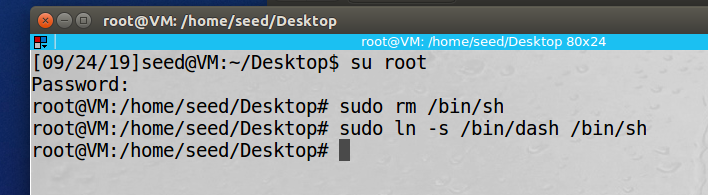 root@VM: /home/seed/Desktop
root@VM: /home/seed/Desktop 80x24
[09/24/19]seed@VM:~/Desktop$ su root
Password:
root@VM:/home/seed/Desktop# sudo rm /bin/sh
root@VM:/home/seed/Desktop# sudo ln -s /bin/dash /bin/sh
root@VM:/home/seed/Desktop#